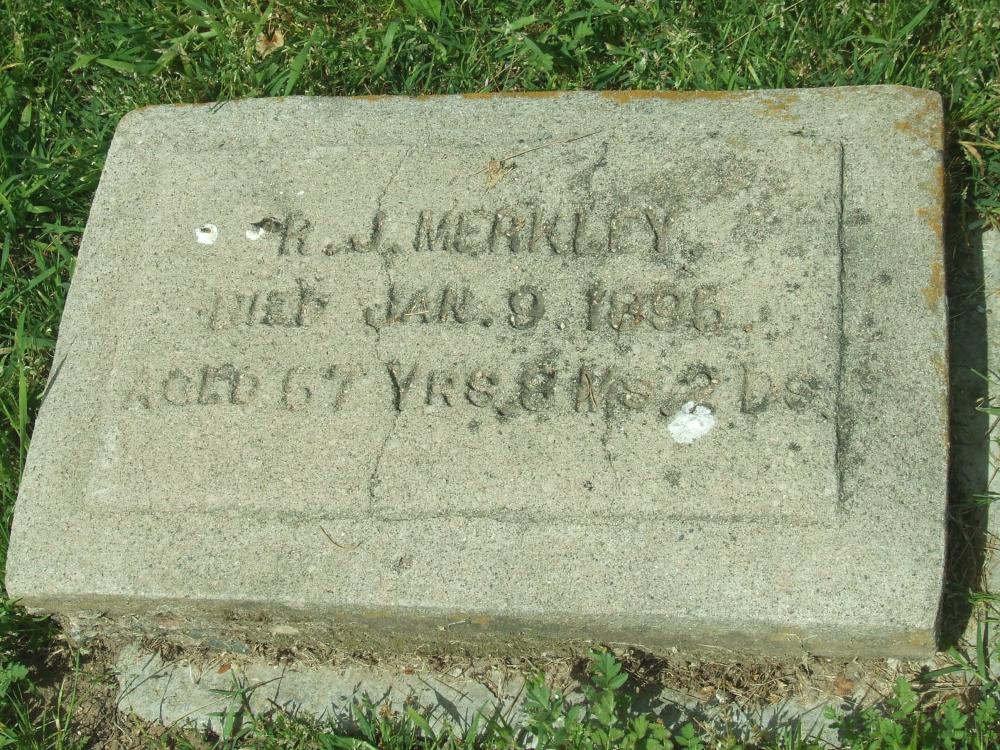 R. J. MERKLEY.
DIED JAN. 9. 1896.
AGED 67 YRS, 8 MS, 2 DS.